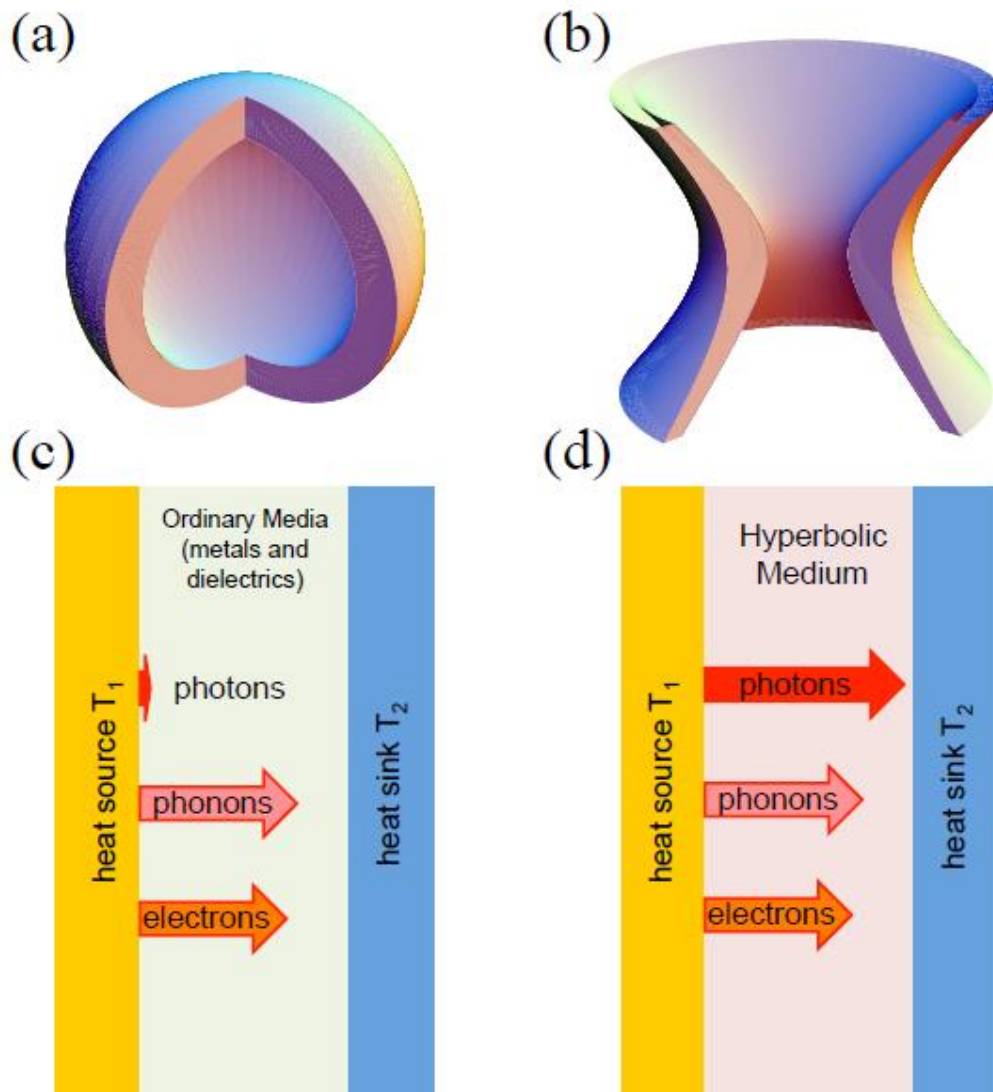 (a)
(b)
(c)
(d)
Ordinary Media
(metals and
dielectrics)
heat source T1
photons
phonons
electrons
heat sink T2
Hyperbolic
Medium
heat source T1
photons
phonons
electrons
heat sink T2